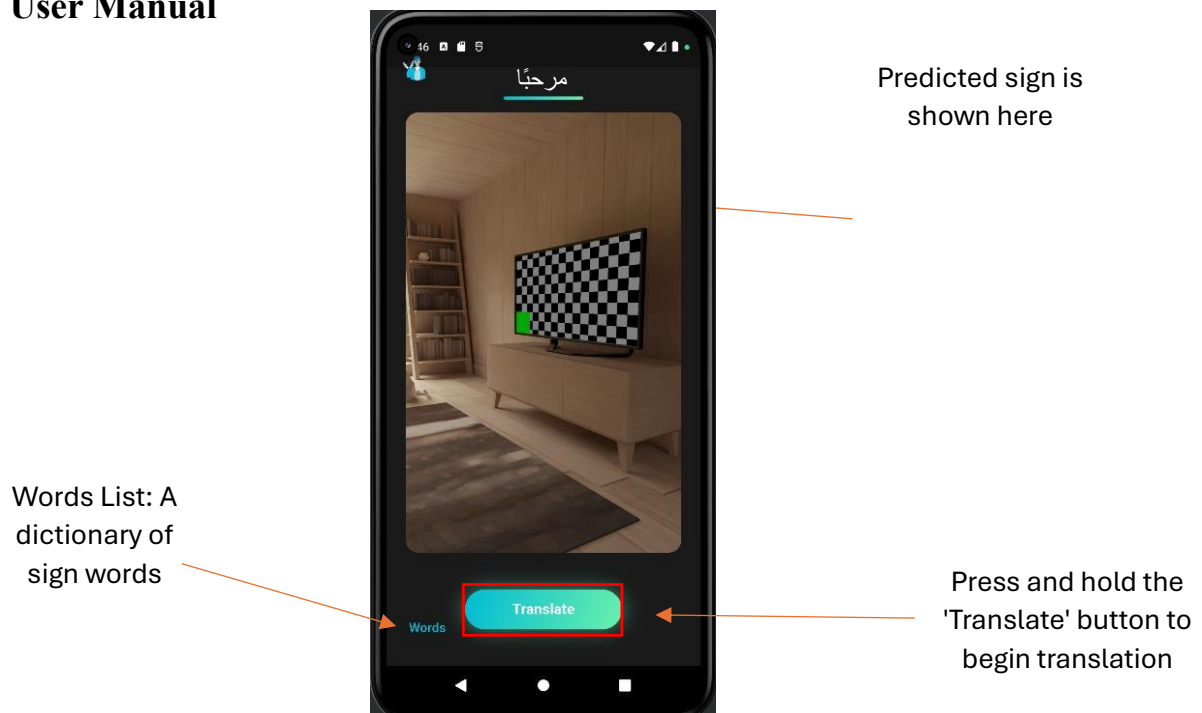 User Manual
46
مرحبًا
Predicted sign is
shown here
Words List: A
dictionary of
sign words
Translate
Words
Press and hold the
'Translate' button to
begin translation